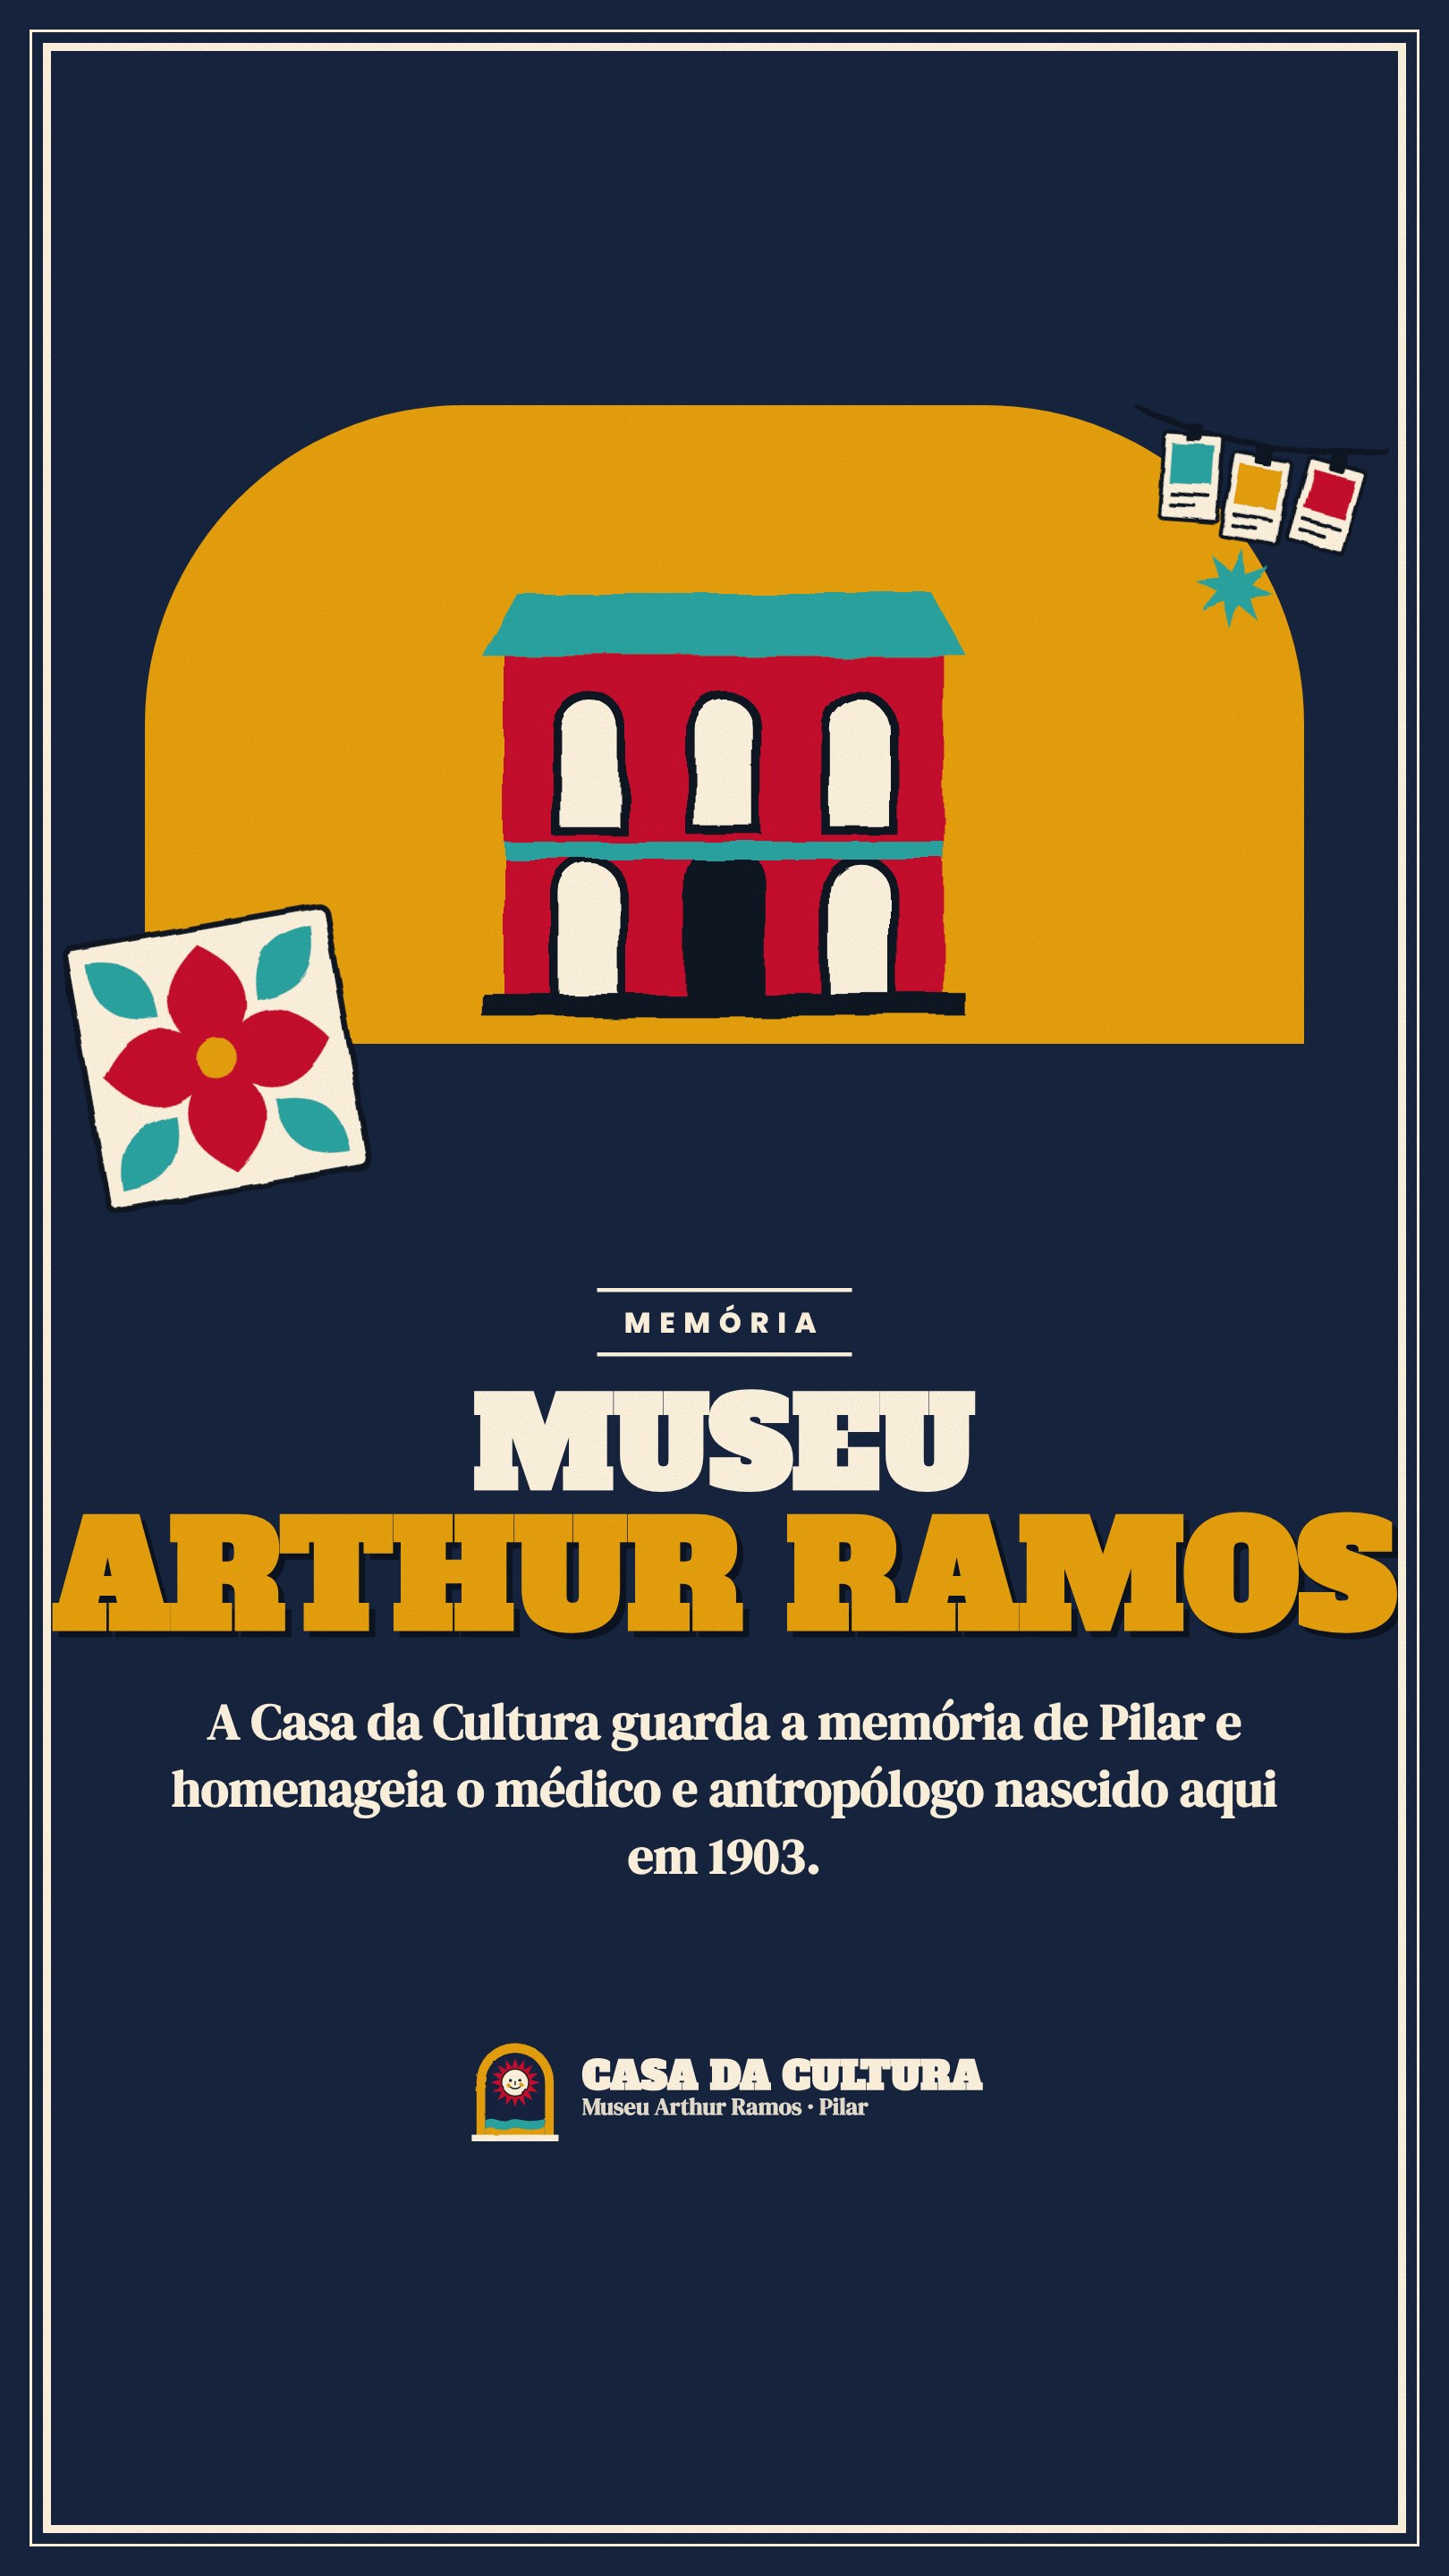 MEMÓRIA
MUSEU
ARTHUR RAMOS
A Casa da Cultura guarda a memória de Pilar e
homenageia o médico e antropólogo nascido aqui
em 1903.
CASA DA CULTURA
Museu Arthur Ramos • Pilar